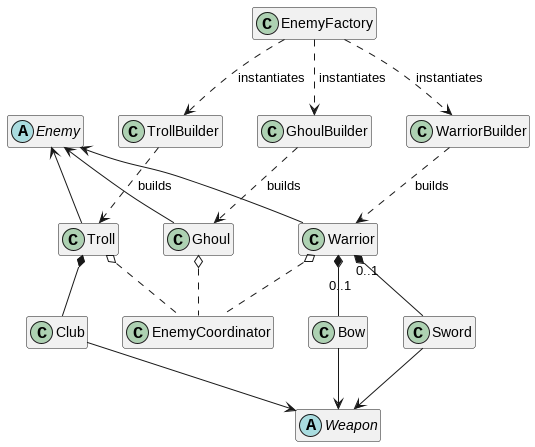 C EnemyFactory
instantiates instantiates instantiates
A Enemy C TrollBuilder C GhoulBuilder C WarriorBuilder
builds builds builds
C Troll C Ghoul C Warrior
0..1
0..1
C Club C EnemyCoordinator C Bow C Sword
A Weapon